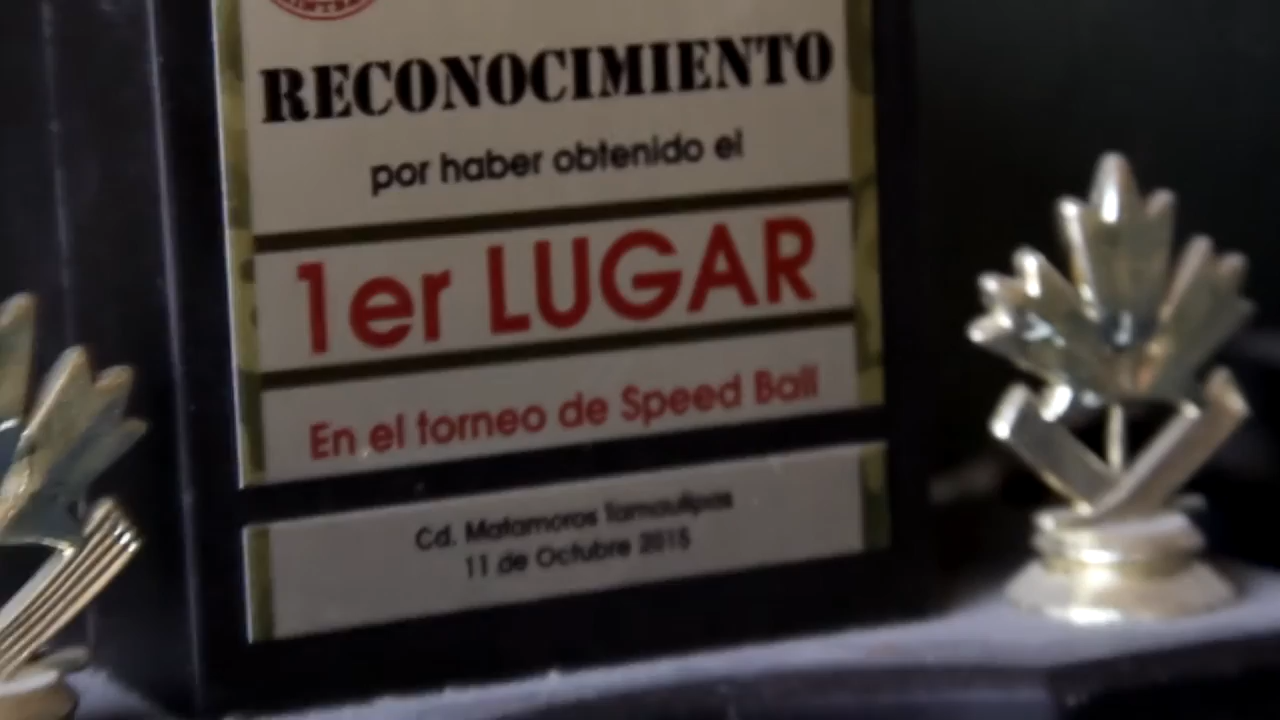 RECONOCIMIENTO
por haber obtenido el
1er LUGAR
En el torneo de Speed Ball
Cd. Matamoros Tamaulipas
11 de Octubre 2015